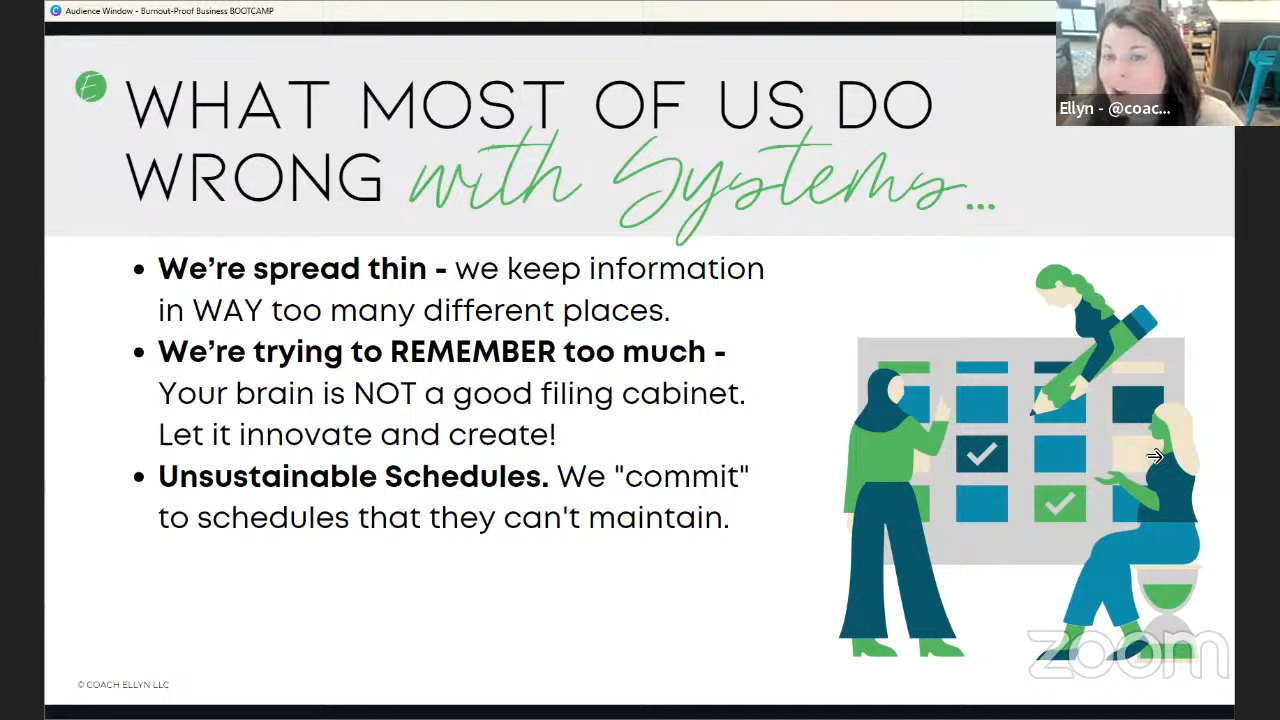 Audience Window - Burnout-Proof Business BOOTCAMP
E
WHAT MOST OF US DO
WRONG with Systems...
Ellyn - @coac...
• We’re spread thin - we keep information
in WAY too many different places.
• We’re trying to REMEMBER too much -
Your brain is NOT a good filing cabinet.
Let it innovate and create!
• Unsustainable Schedules. We "commit"
to schedules that they can't maintain.
© COACH ELLYN LLC
zoom